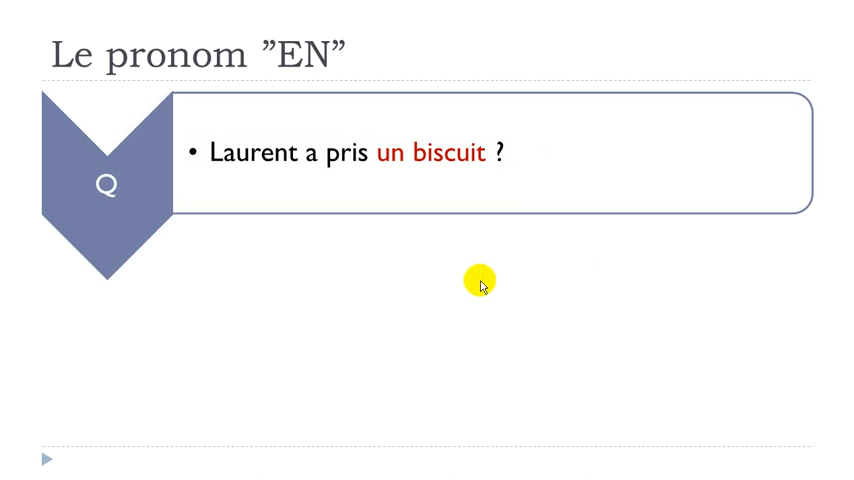 Le pronom ”EN”
Q
• Laurent a pris un biscuit ?